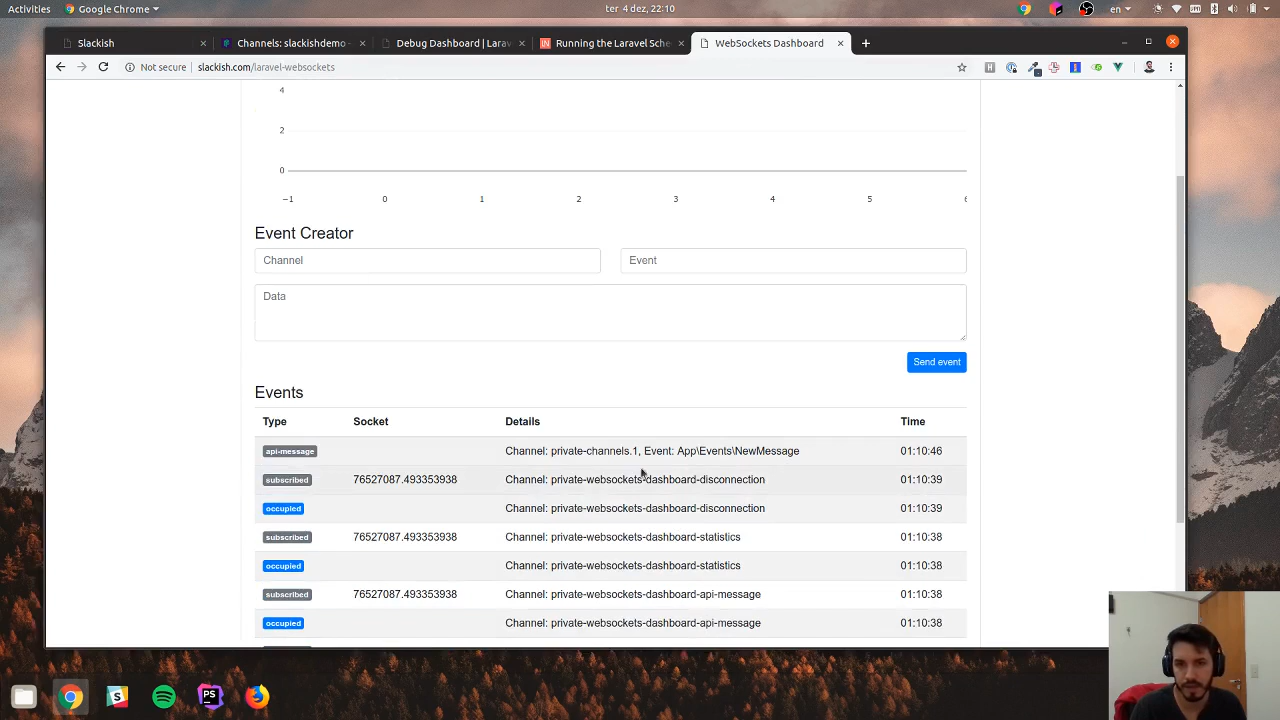 Activities
Google Chrome
ter 4 dez, 22:10
en
Slackish
Channels: slackishdemo -
Debug Dashboard | Larav
Running the Laravel Sche
WebSockets Dashboard
Not secure | slackish.com/laravel-websockets
4
2
0
−1 0 1 2 3 4 5
Event Creator
Channel
Event
Data
Send event
Events
Type Socket Details Time
api-message Channel: private-channels.1, Event: App\Events\NewMessage 01:10:46
subscribed 76527087.493353938 Channel: private-websockets-dashboard-disconnection 01:10:39
occupied Channel: private-websockets-dashboard-disconnection 01:10:39
subscribed 76527087.493353938 Channel: private-websockets-dashboard-statistics 01:10:38
occupied Channel: private-websockets-dashboard-statistics 01:10:38
subscribed 76527087.493353938 Channel: private-websockets-dashboard-api-message 01:10:38
occupied Channel: private-websockets-dashboard-api-message 01:10:38
PS